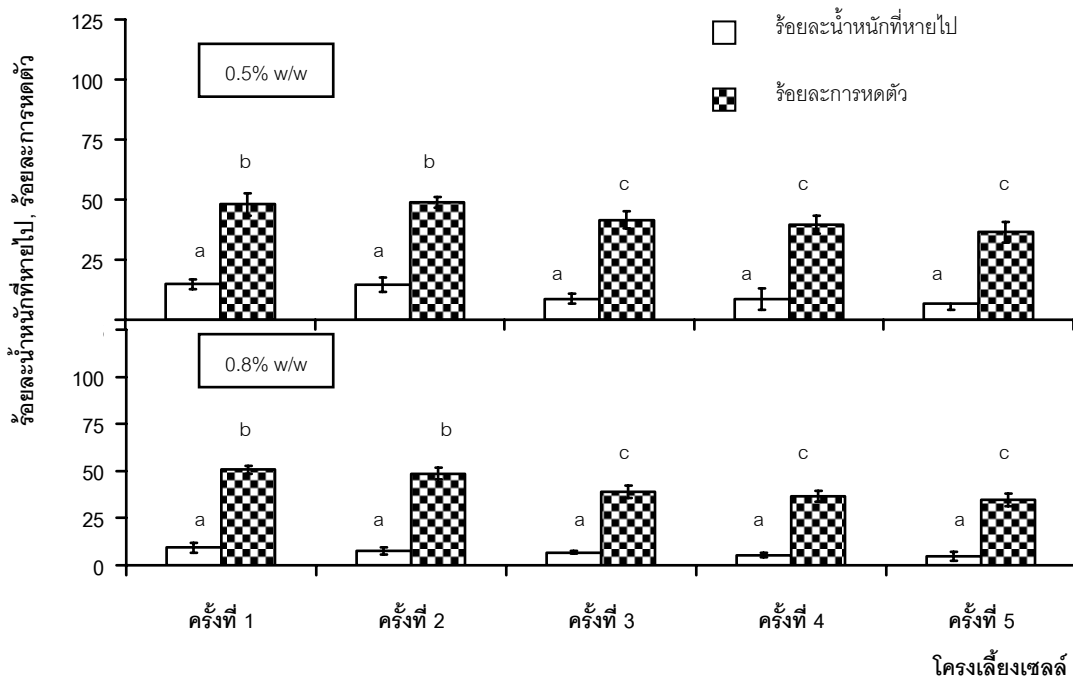 ร้อยละน้ำหนักที่หายไป, ร้อยละการหดตัว
125
100
75
50
25
0.5% w/w
ร้อยละน้ำหนักที่หายไป
ร้อยละการหดตัว
a b a b a c a c a c
100
75
50
25
0
0.8% w/w
a b a b a c a c a c
ครั้งที่ 1 ครั้งที่ 2 ครั้งที่ 3 ครั้งที่ 4 ครั้งที่ 5
โครงเลี้ยงเซลล์